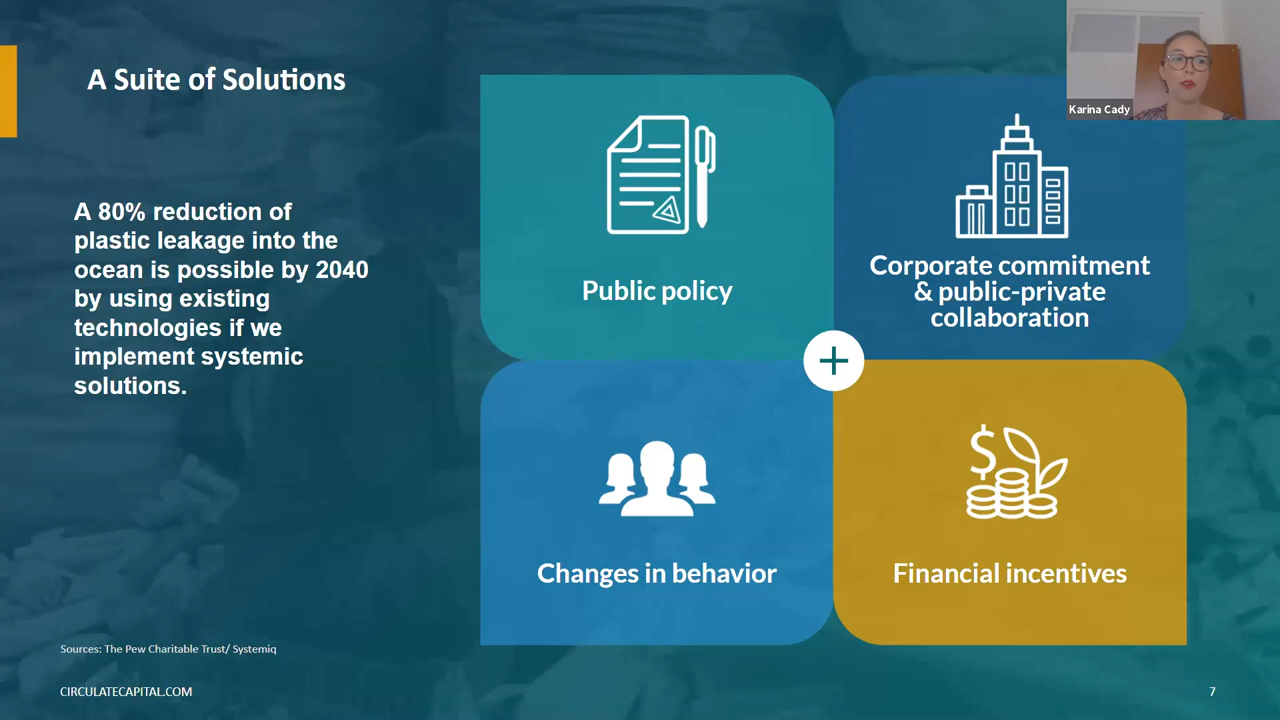 A Suite of Solutions
A 80% reduction of
plastic leakage into the
ocean is possible by 2040
by using existing
technologies if we
implement systemic
solutions.
Public policy
Corporate commitment
& public-private
collaboration
Changes in behavior
$
Financial incentives
Karina Cady
Sources: The Pew Charitable Trust/ Systemiq
CIRCULATECAPITAL.COM
7